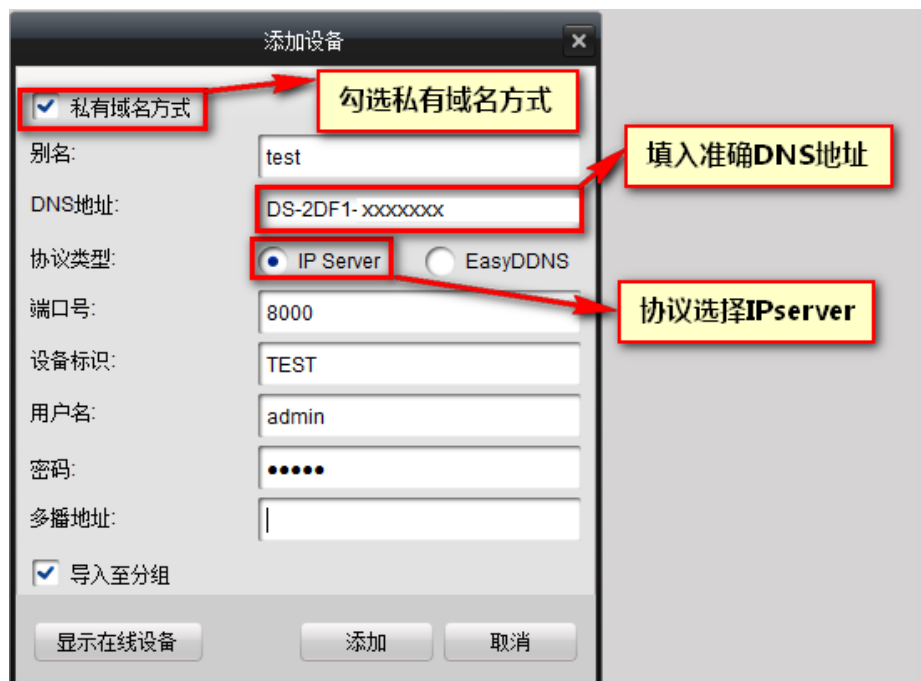 添加设备
私有域名方式
勾选私有域名方式
别名:
test
填入准确DNS地址
DNS地址:
DS-2DF1- xxxxxxx
协议类型:
IP Server
EasyDDNS
协议选择IPserver
端口号:
8000
设备标识:
TEST
用户名:
admin
密码:
•••••
多播地址:
导入至分组
显示在线设备
添加
取消